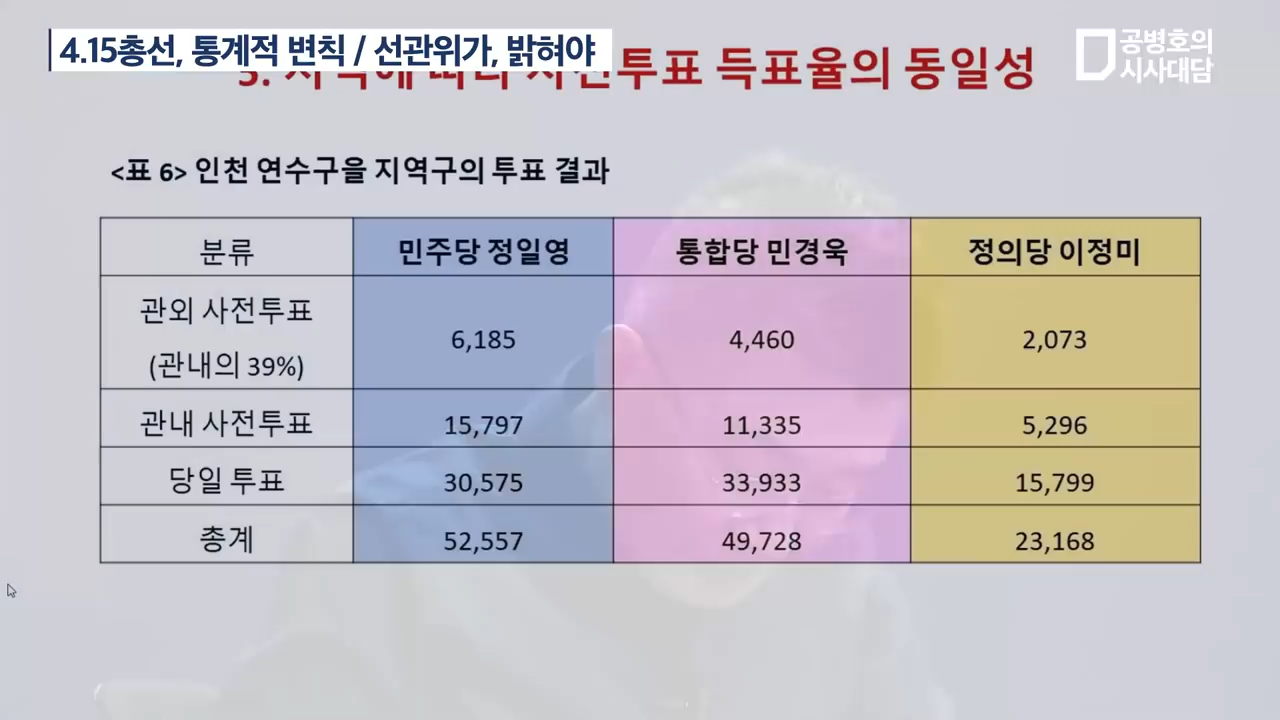 4.15총선, 통계적 변칙 / 선관위가, 밝혀야
공병호의
시사대담
득표율의 동일성
<표 6> 인천 연수구을 지역구의 투표 결과
분류 민주당 정일영 통합당 민경욱 정의당 이정미
관외 사전투표
(관내의 39%) 6,185 4,460 2,073
관내 사전투표 15,797 11,335 5,296
당일 투표 30,575 33,933 15,799
총계 52,557 49,728 23,168